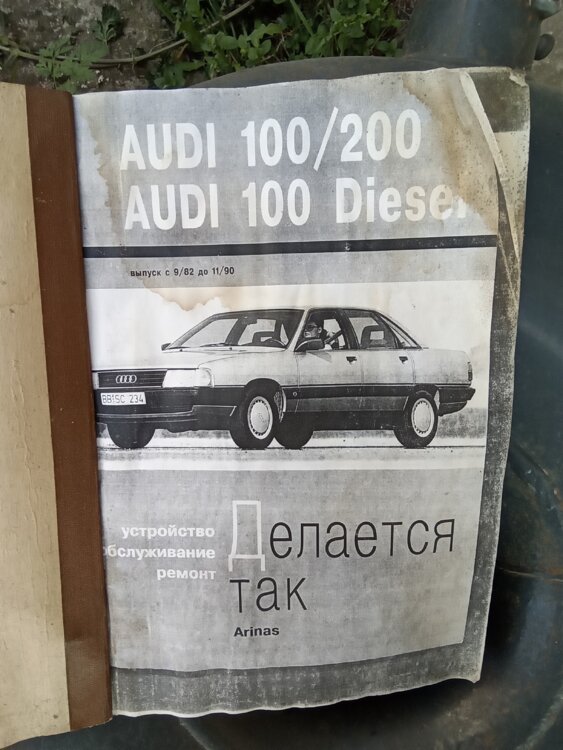 AUDI 100/200
AUDI 100 Diesel
выпуск с 9/82 до 11/90
BB:SC 234
устройство
обслуживание
ремонт
Делается
так
Arinas